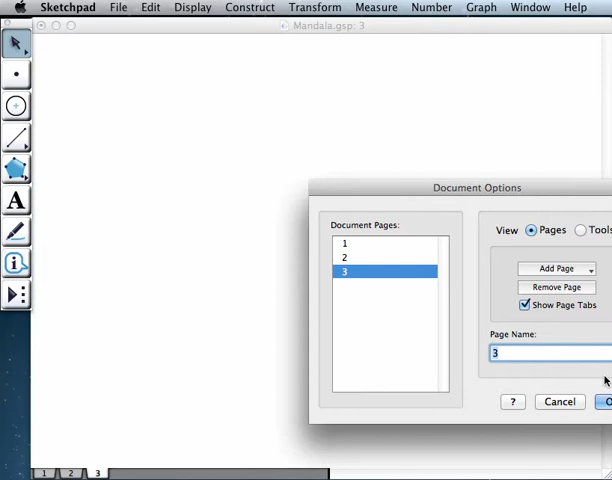 Sketchpad File Edit Display Construct Transform Measure Number Graph Window Help
Mandala.gsp: 3
A
Document Options
Document Pages:
1
2
3
View Pages Tools
Add Page
Remove Page
Show Page Tabs
Page Name:
3
? Cancel O
1 2 3